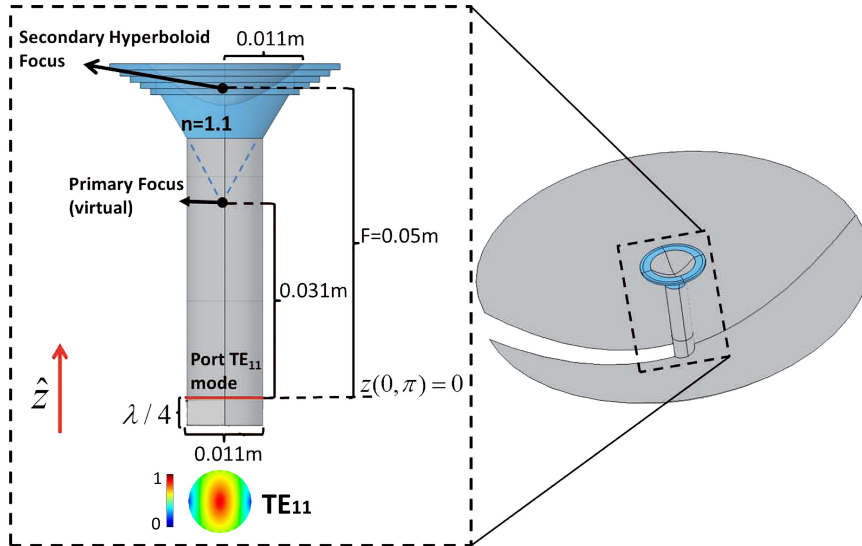 Secondary Hyperboloid
Focus
0.011m
n=1.1
Primary Focus
(virtual)
F=0.05m
0.031m
Port TE11
mode
z(0,π)=0
ẑ
λ/4
0.011m
1
0
TE11